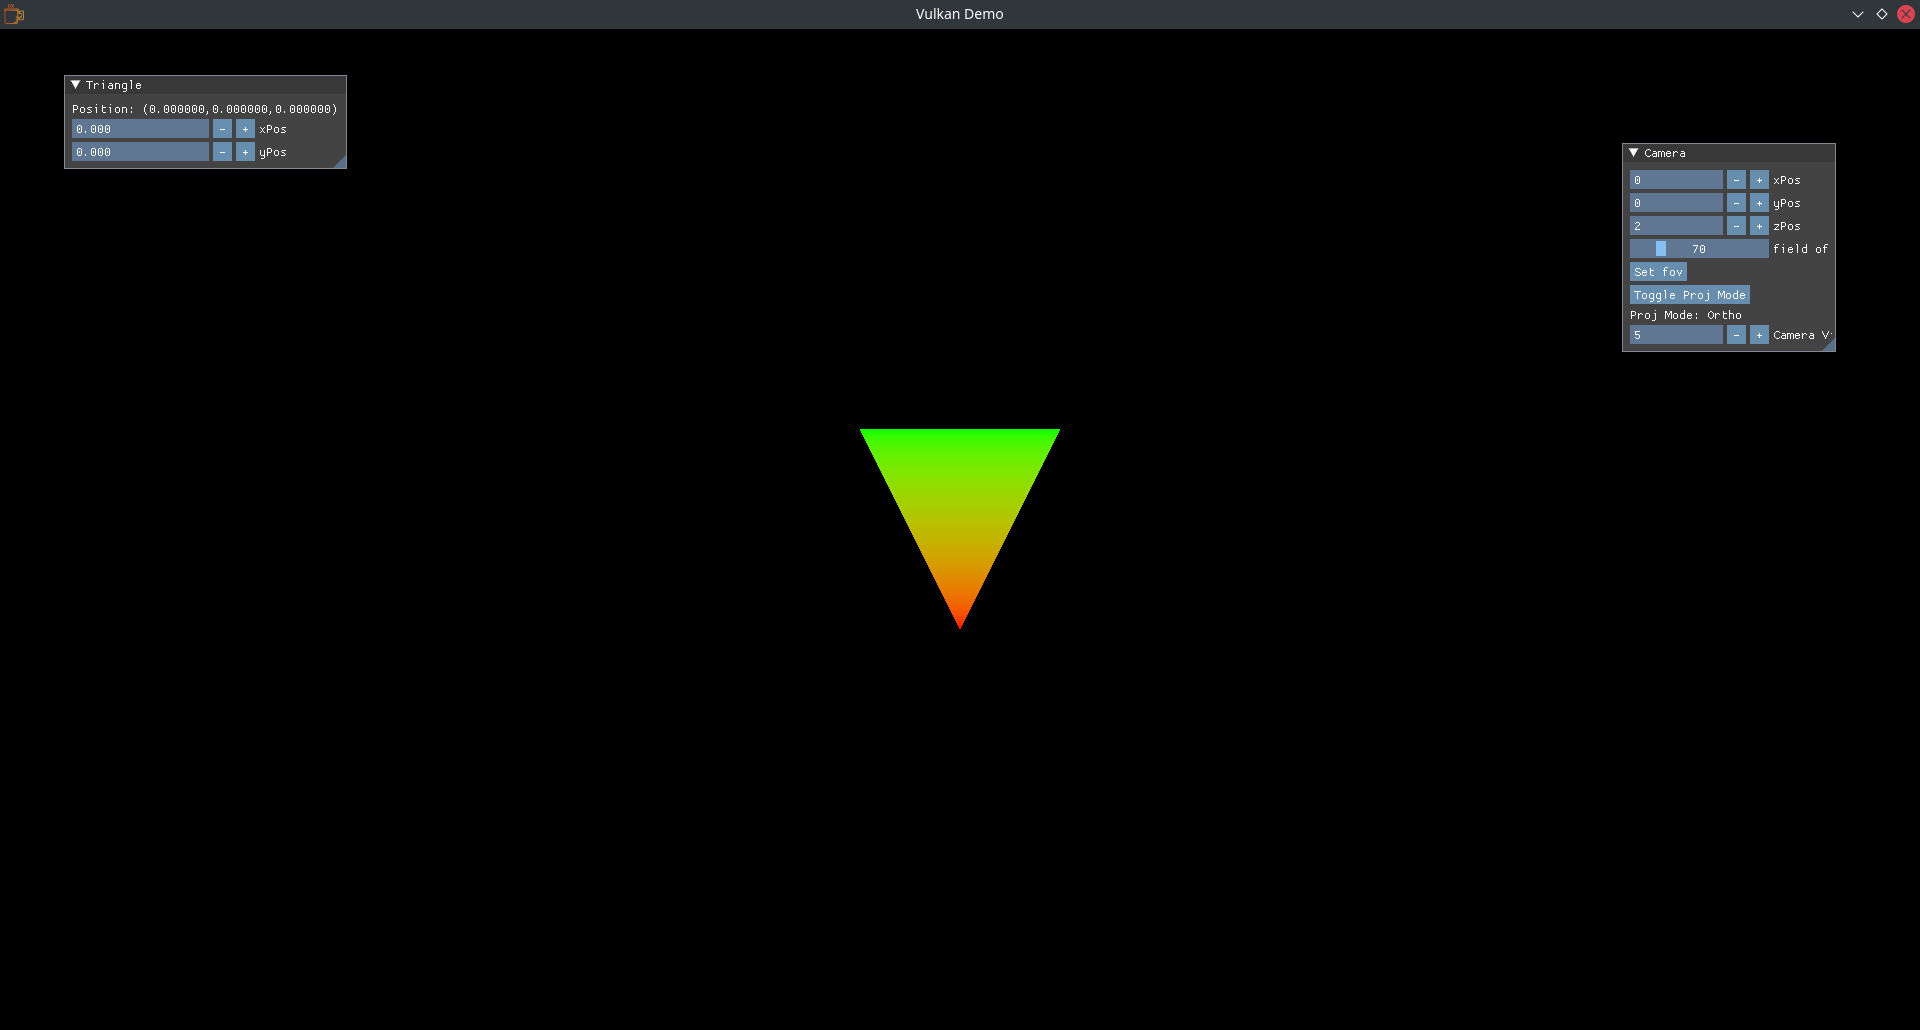 Vulkan Demo
Triangle
Position: (0.000000,0.000000,0.000000)
0.000 - + xPos
0.000 - + yPos
Camera
0 - + xPos
0 - + yPos
2 - + zPos
70 field of
Set fov
Toggle Proj Mode
Proj Mode: Ortho
5 - + Camera V